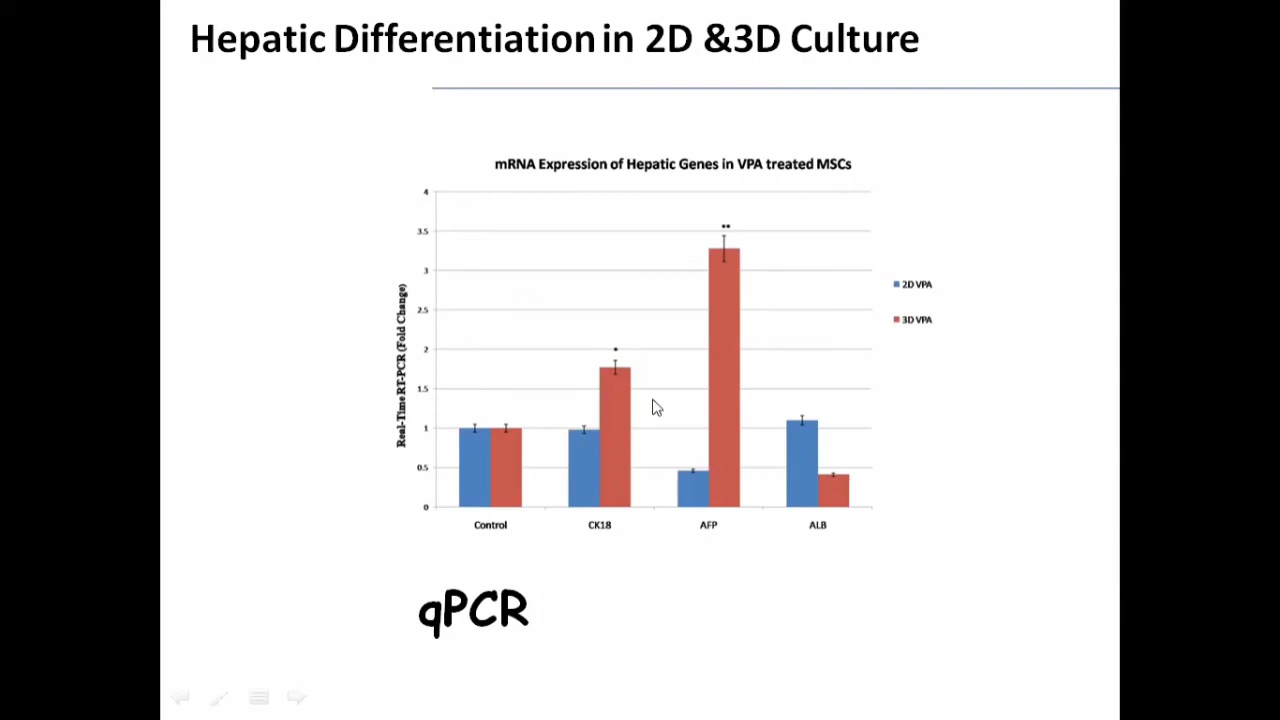 Hepatic Differentiation in 2D &3D Culture
mRNA Expression of Hepatic Genes in VPA treated MSCs
Real-Time RT-PCR (Fold Change)
4
3.5
3
2.5
2
1.5
1
0.5
0
*
**
Control CK18 AFP ALB
2D VPA
3D VPA
qPCR